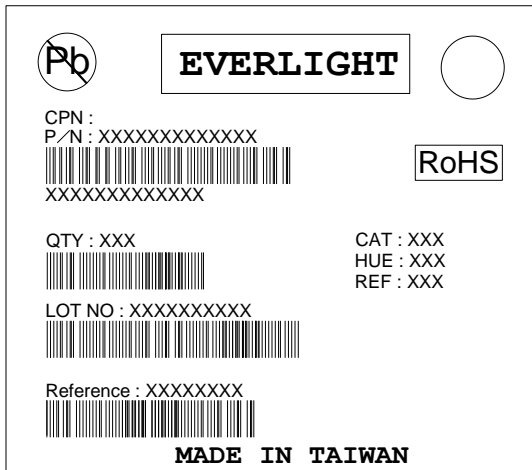 Pb
EVERLIGHT
CPN :
P/N : XXXXXXXXXXXXX
RoHS
XXXXXXXXXXXXX
QTY : XXX
CAT : XXX
HUE : XXX
REF : XXX
LOT NO : XXXXXXXXXX
Reference : XXXXXXXX
MADE IN TAIWAN